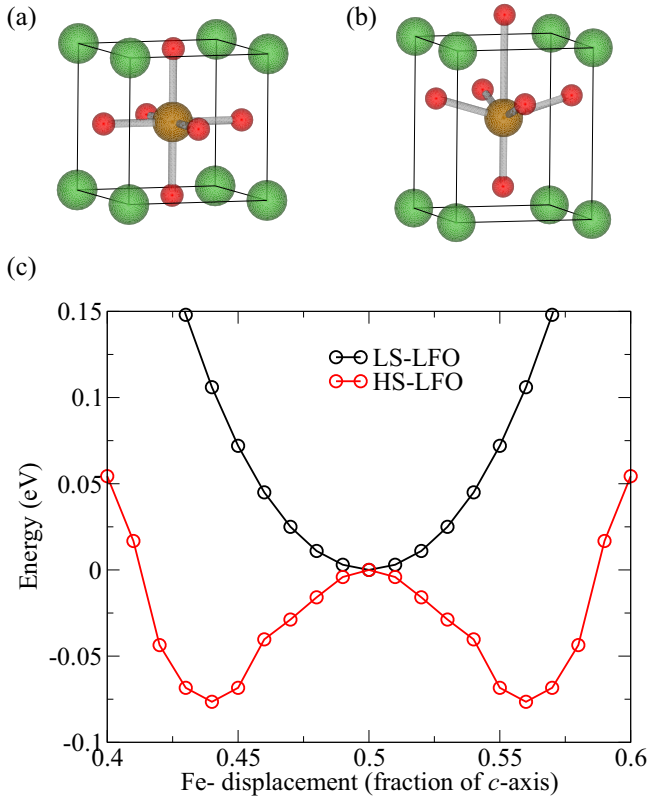 (a)
(b)
(c)
0.15
0.1
0.05
0
-0.05
-0.1
Energy (eV)
LS-LFO
HS-LFO
0.4
0.45
0.5
0.55
0.6
Fe- displacement (fraction of c-axis)